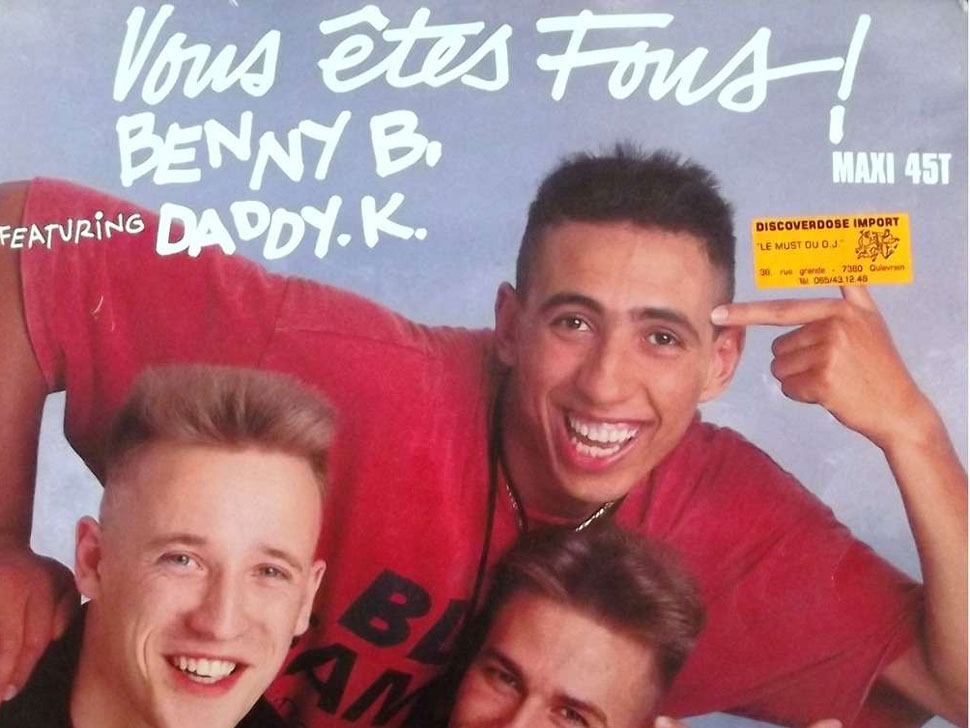 Vous êtes Fous !
BENNY B.
FEATURING DADDY.K.
MAXI 45T
DISCOVERDOSE IMPORT
"LE MUST DU D.J."
38, rue grande - 7380 Quievrain
Tél. 065/43.12.48